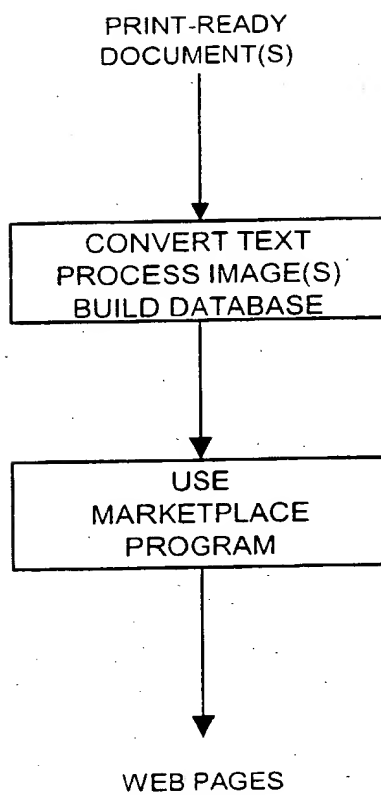 PRINT-READY
DOCUMENT(S)
CONVERT TEXT
PROCESS IMAGE(S)
BUILD DATABASE
USE
MARKETPLACE
PROGRAM
WEB PAGES